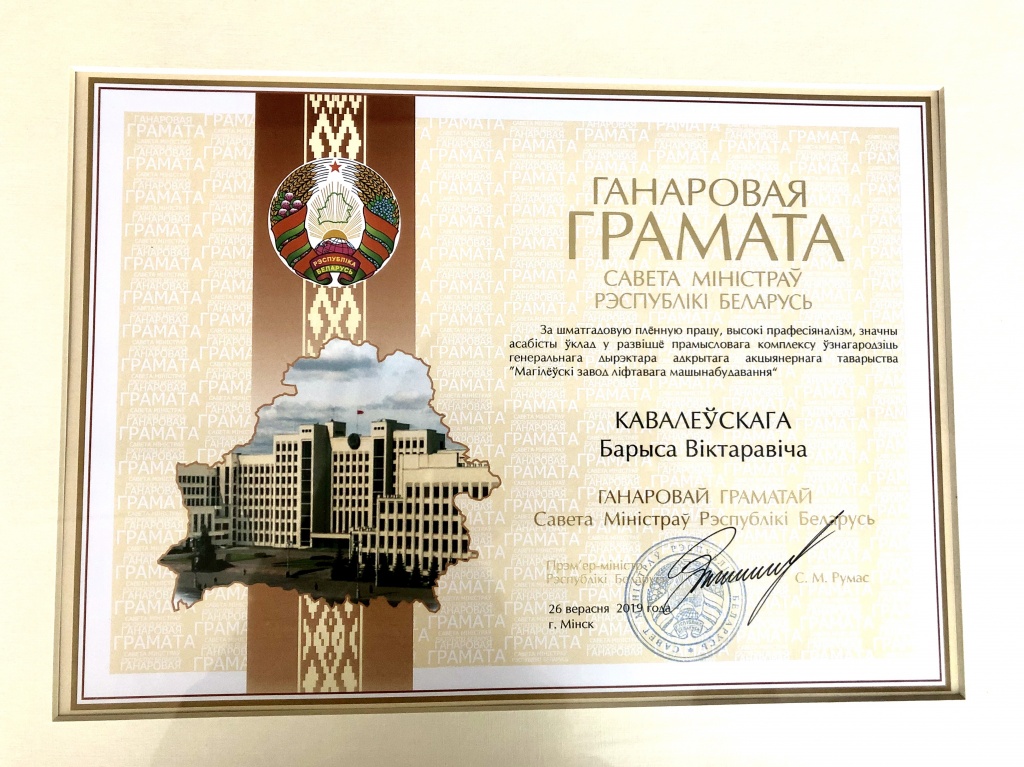 РЭСПУБЛІКА
БЕЛАРУСЬ
ГАНАРОВАЯ
ГРАМАТА
САВЕТА МІНІСТРАЎ
РЭСПУБЛІКІ БЕЛАРУСЬ
За шматгадовую плённую працу, высокі прафесіяналізм, значны
асабісты ўклад у развіццё прамысловага комплексу ўзнагародзіць
генеральнага дырэктара адкрытага акцыянернага таварыства
"Магілёўскі завод ліфтавага машынабудавання“
КАВАЛЕЎСКАГА
Барыса Віктаравіча
ГАНАРОВАЙ ГРАМАТАЙ
Савета Міністраў Рэспублікі Беларусь
Прэм'ер-міністр
Рэспублікі Беларусь
С. М. Румас
26 верасня 2019 года
г. Мінск